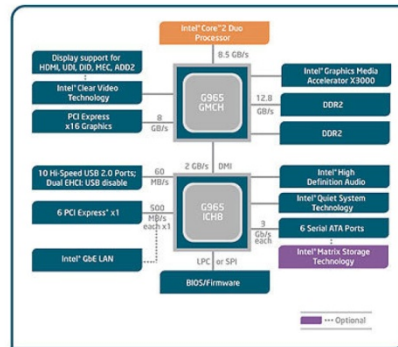 Intel® Core™2 Duo
Processor
8.5 GB/s
Display support for
HDMI, UDI, DID, MEC, ADD2
Intel® Clear Video
Technology
PCI Express
x16 Graphics
8
GB/s
G965
GMCH
Intel® Graphics Media
Accelerator X3000
12.8
GB/s
DDR2
DDR2
2 GB/s
DMI
10 Hi-Speed USB 2.0 Ports;
Dual EHCI: USB disable
60
MB/s
6 PCI Express* x1
500
MB/s
each x1
Intel® GbE LAN
G965
ICH8
Intel® High
Definition Audio
Intel® Quiet System
Technology
3
Gb/s
each
6 Serial ATA Ports
Intel® Matrix Storage
Technology
LPC or SPI
BIOS/Firmware
Optional